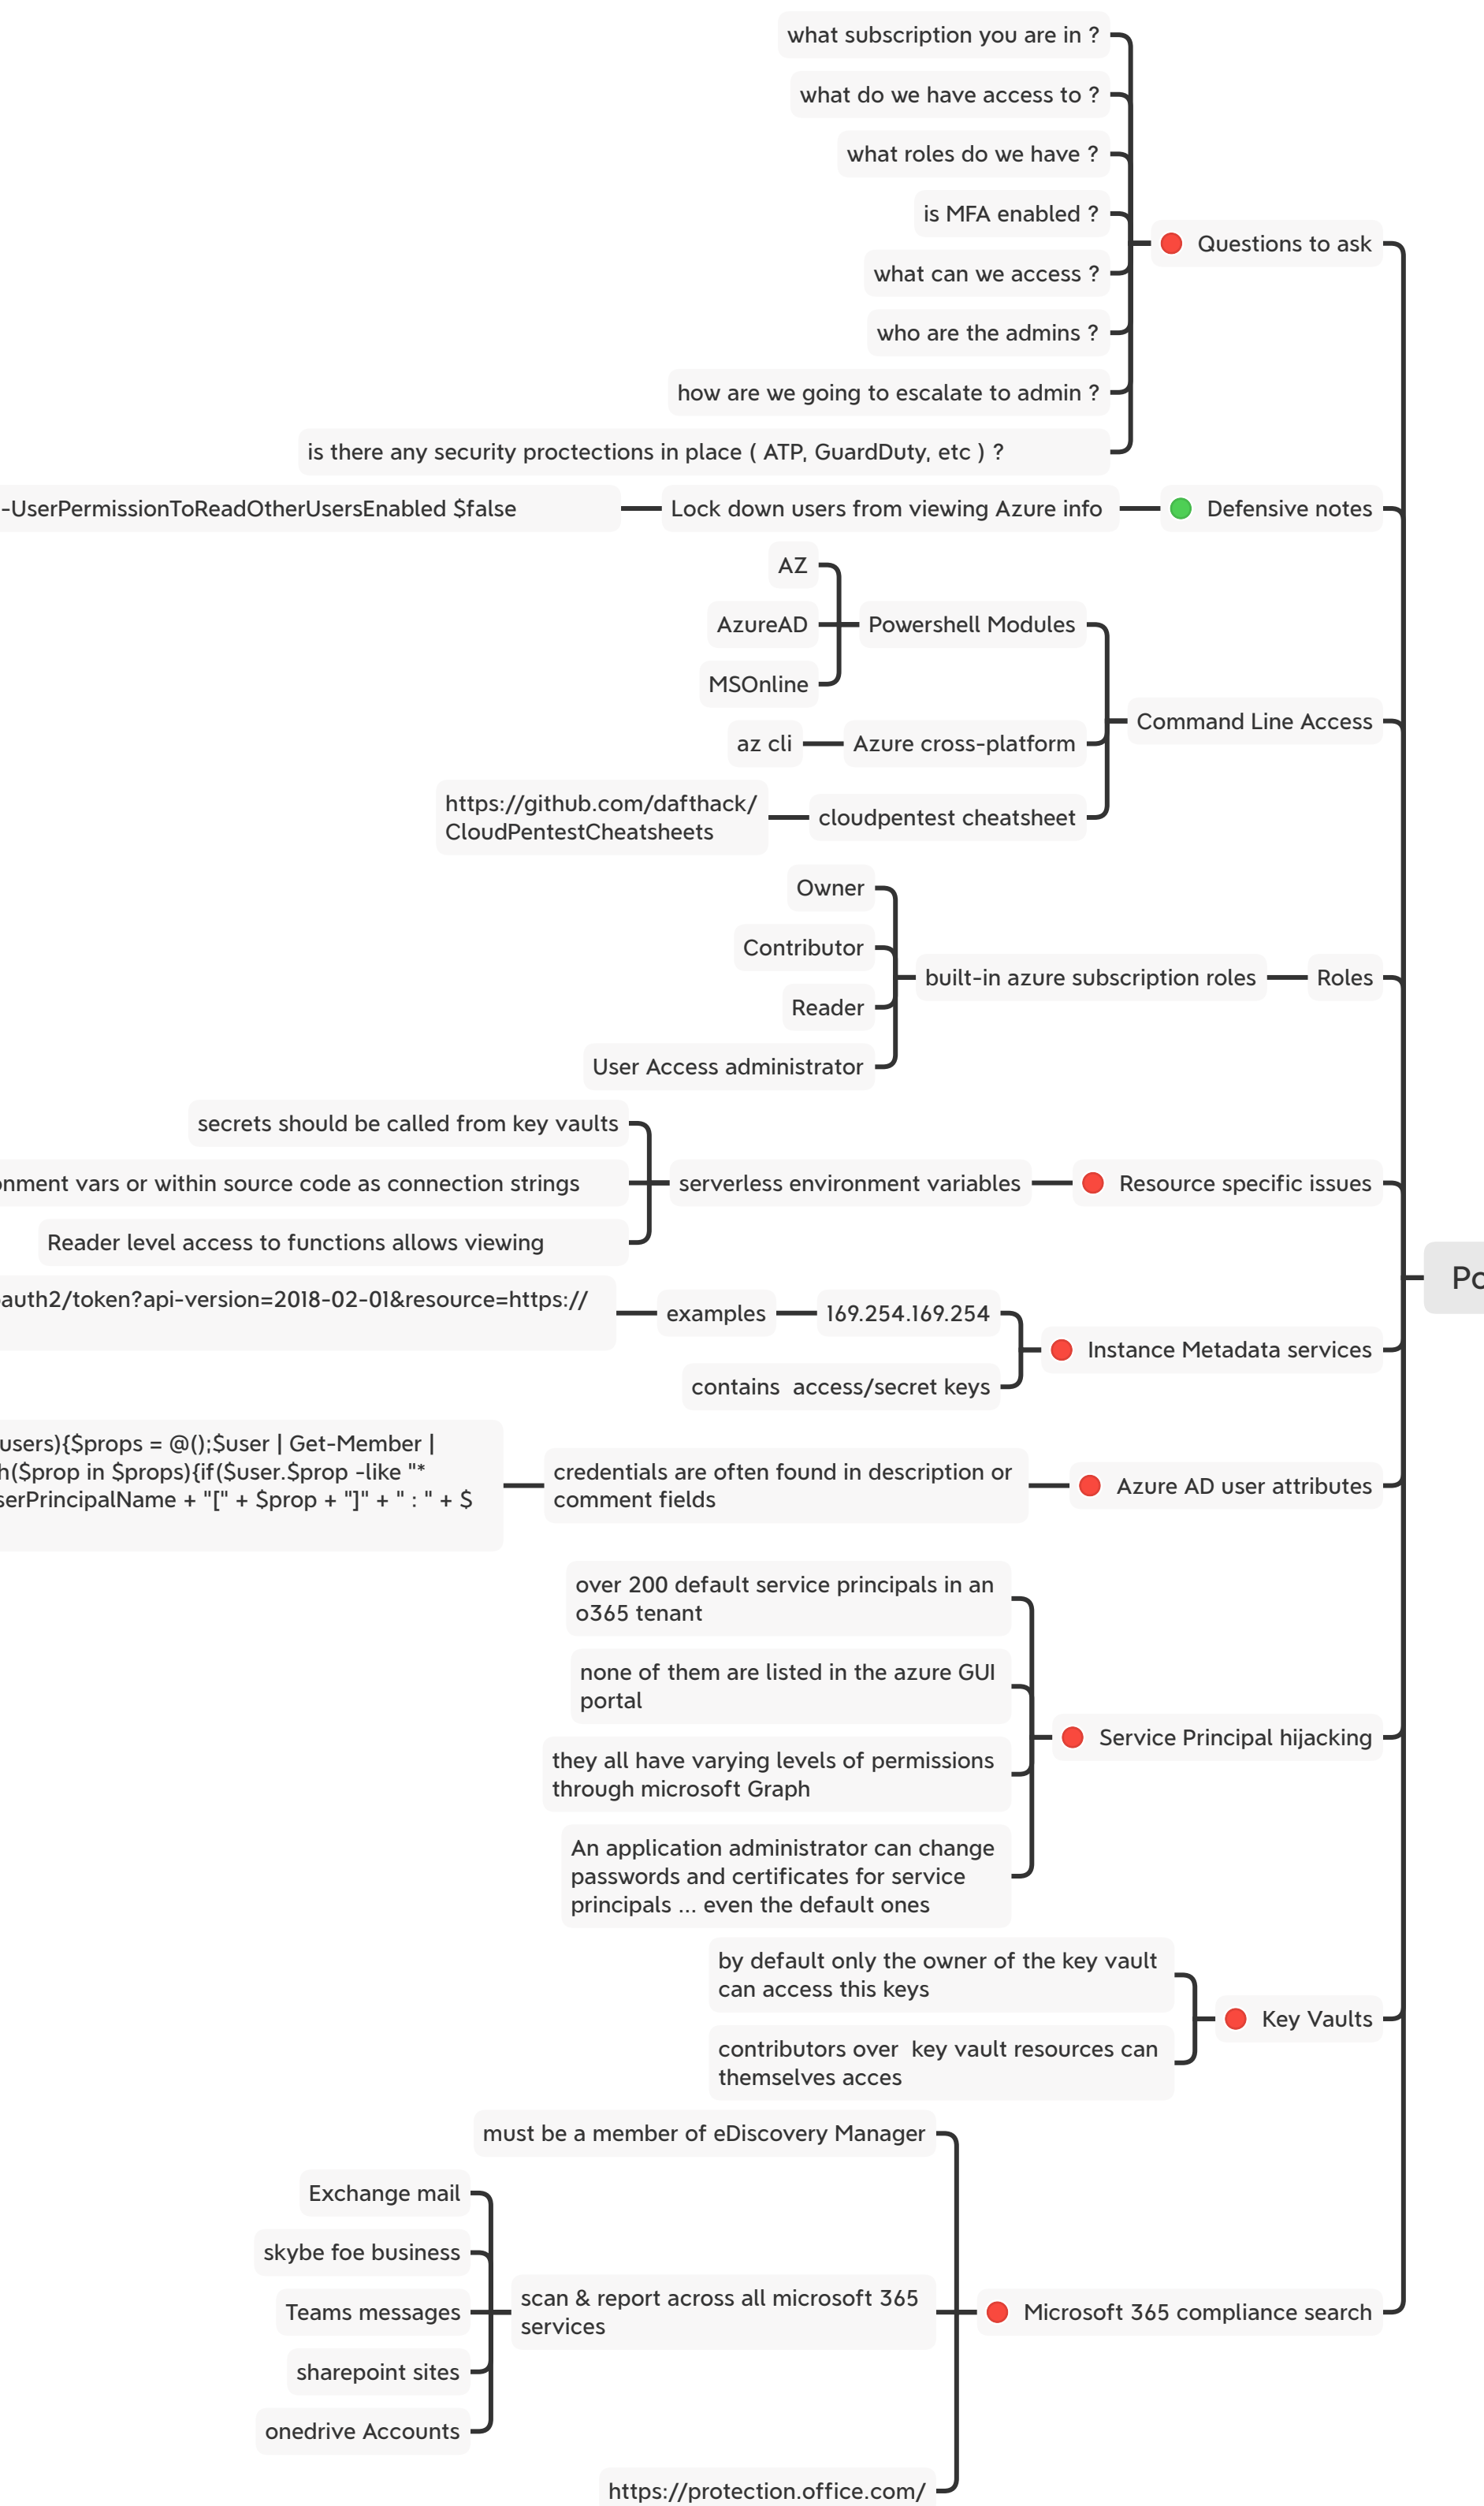 what subscription you are in ?
what do we have access to ?
what roles do we have ?
is MFA enabled ?
Questions to ask
what can we access ?
who are the admins ?
how are we going to escalate to admin ?
is there any security proctections in place ( ATP, GuardDuty, etc ) ?
-UserPermissionToReadOtherUsersEnabled $false
Lock down users from viewing Azure info
Defensive notes
AZ
AzureAD
Powershell Modules
MSOnline
Command Line Access
az cli
Azure cross-platform
https://github.com/dafthack/
CloudPentestCheatsheets
cloudpentest cheatsheet
Owner
Contributor
built-in azure subscription roles
Roles
Reader
User Access administrator
secrets should be called from key vaults
onment vars or within source code as connection strings
serverless environment variables
Resource specific issues
Reader level access to functions allows viewing
Po
auth2/token?api-version=2018-02-01&resource=https://
examples
169.254.169.254
Instance Metadata services
contains  access/secret keys
users){$props = @();$user | Get-Member |
h($prop in $props){if($user.$prop -like "*
serPrincipalName + "[" + $prop + "]" + " : " + $
credentials are often found in description or
comment fields
Azure AD user attributes
over 200 default service principals in an
o365 tenant
none of them are listed in the azure GUI
portal
Service Principal hijacking
they all have varying levels of permissions
through microsoft Graph
An application administrator can change
passwords and certificates for service
principals ... even the default ones
by default only the owner of the key vault
can access this keys
Key Vaults
contributors over  key vault resources can
themselves acces
must be a member of eDiscovery Manager
Exchange mail
skybe foe business
Teams messages
scan & report across all microsoft 365
services
Microsoft 365 compliance search
sharepoint sites
onedrive Accounts
https://protection.office.com/